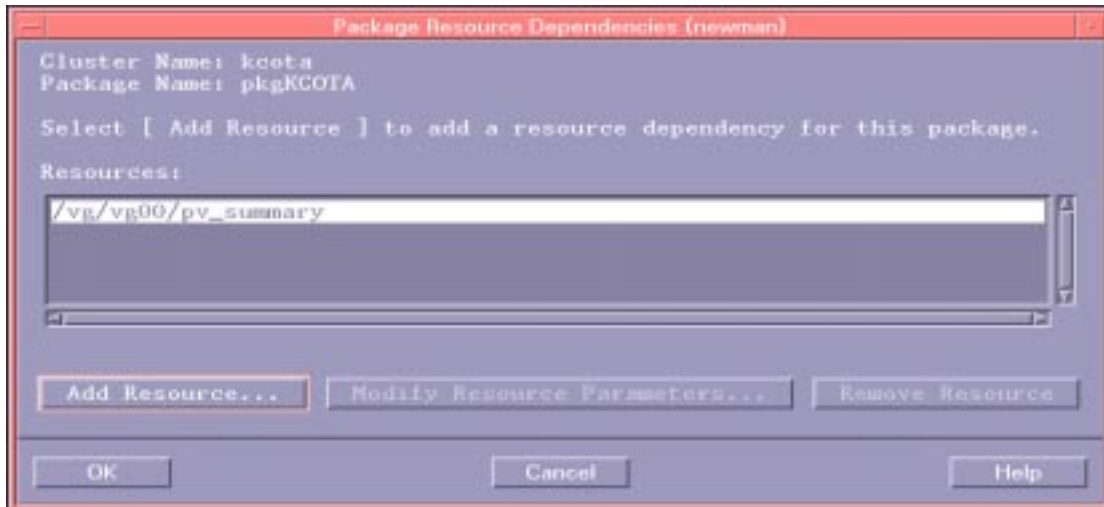 Package Resource Dependencies (newman)
Cluster Name: kcota
Package Name: pkgKCOTA
Select [ Add Resource ] to add a resource dependency for this package.
Resources:
/vg/vg00/pv_summary
Add Resource... Modify Resource Parameters... Remove Resource
OK Cancel Help